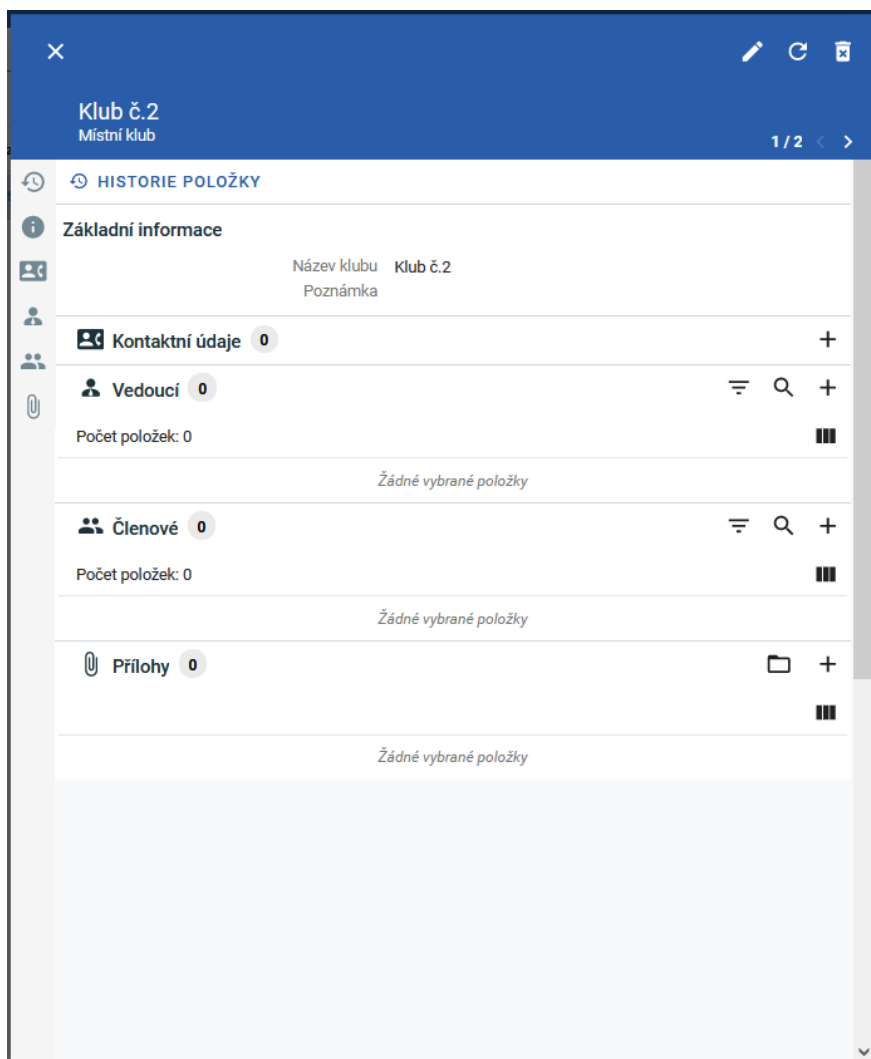 Klub č.2
Místní klub
1 / 2
HISTORIE POLOŽKY
Základní informace
Název klubu Klub č.2
Poznámka
Kontaktní údaje 0
Vedoucí 0
Počet položek: 0
Žádné vybrané položky
Členové 0
Počet položek: 0
Žádné vybrané položky
Přílohy 0
Žádné vybrané položky